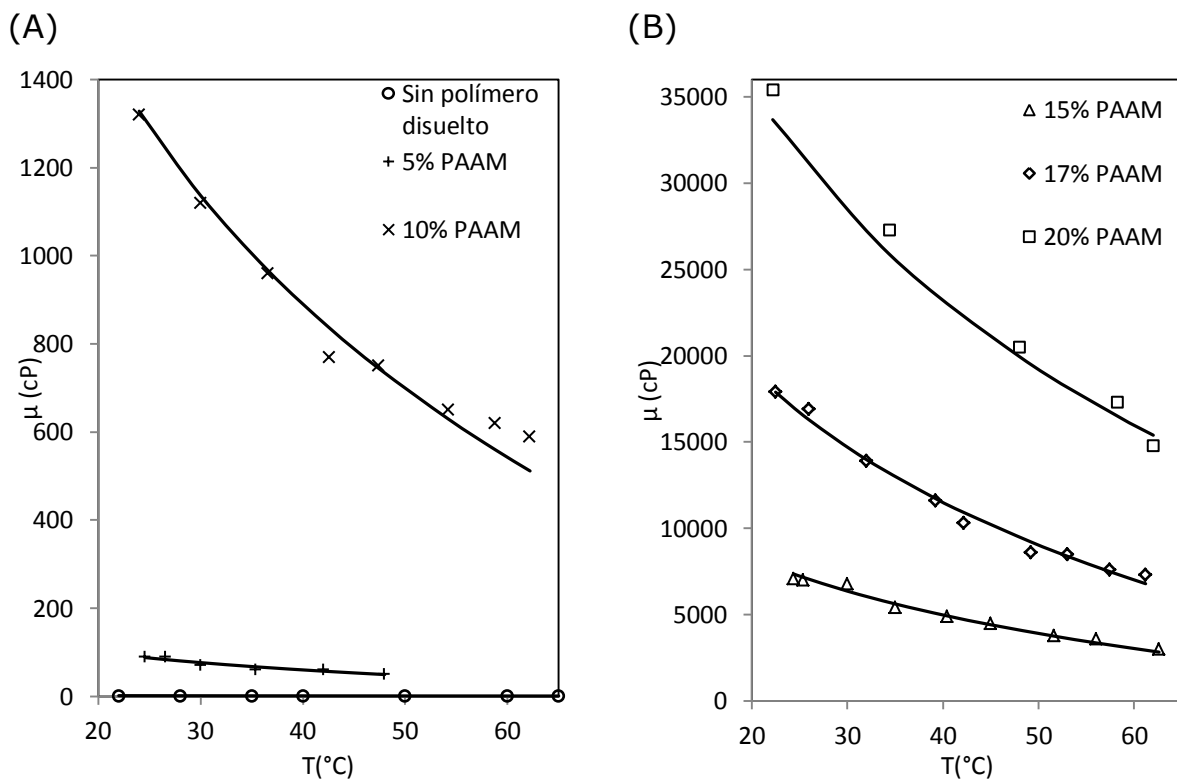 (A)
1400
1200
1000
800
600
400
200
0
μ (cP)
20
30
40
50
60
T(°C)
Sin polímero
disuelto
5% PAAM
10% PAAM
(B)
35000
30000
25000
20000
15000
10000
5000
0
μ (cP)
20
30
40
50
60
T(°C)
15% PAAM
17% PAAM
20% PAAM